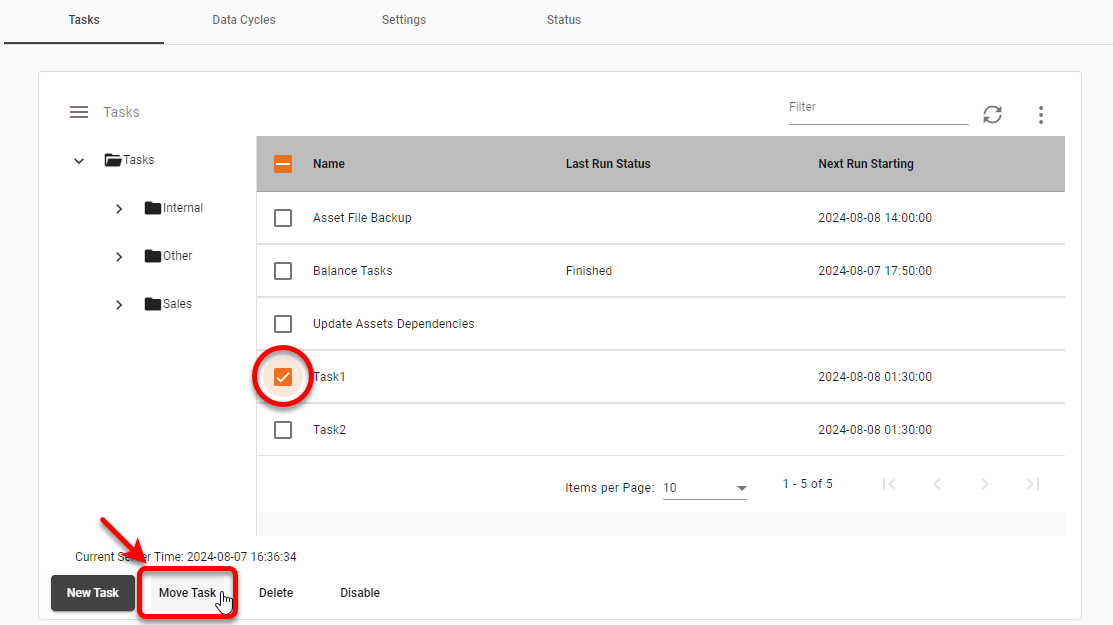 Tasks Data Cycles Settings Status
Tasks Filter
Tasks
Internal
Other
Sales
Name Last Run Status Next Run Starting
Asset File Backup 2024-08-08 14:00:00
Balance Tasks Finished 2024-08-07 17:50:00
Update Assets Dependencies
Task1 2024-08-08 01:30:00
Task2 2024-08-08 01:30:00
Items per Page: 10 1 - 5 of 5
Current Server Time: 2024-08-07 16:36:34
New Task Move Task Delete Disable